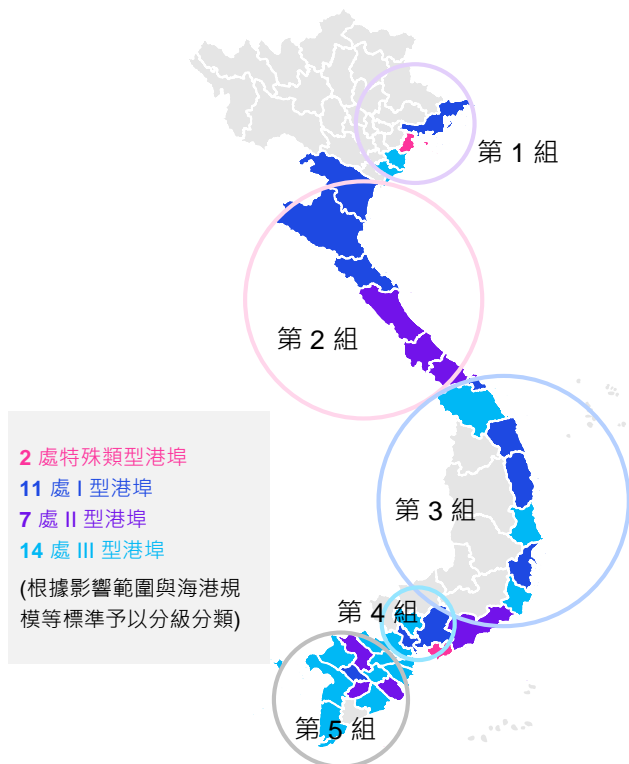 第 1 組
第 2 組
2 處特殊類型港埠
11 處 I 型港埠
7 處 II 型港埠
14 處 III 型港埠
(根據影響範圍與海港規
模等標準予以分級分類)
第 3 組
第 4 組
第 5 組